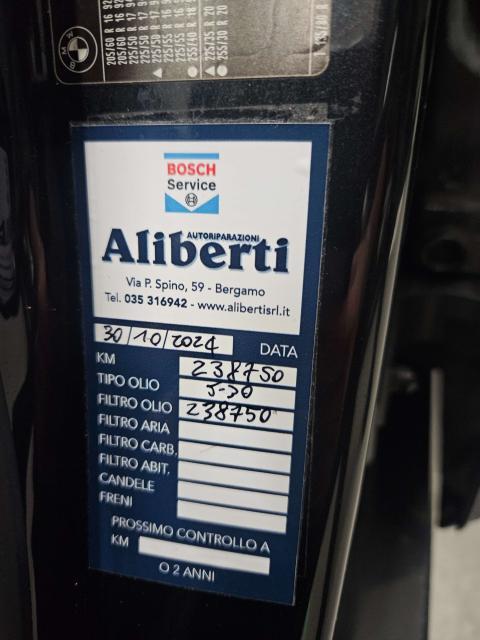 BMW
BOSCH
Service
AUTORIPARAZIONI
Aliberti
Via P. Spino, 59 - Bergamo
Tel. 035 316942 - www.alibertisrl.it
30/10/2024 DATA
KM 238750
TIPO OLIO 5-30
FILTRO OLIO 238750
FILTRO ARIA
FILTRO CARB.
FILTRO ABIT.
CANDELE
FRENI
PROSSIMO CONTROLLO A
KM
O 2 ANNI